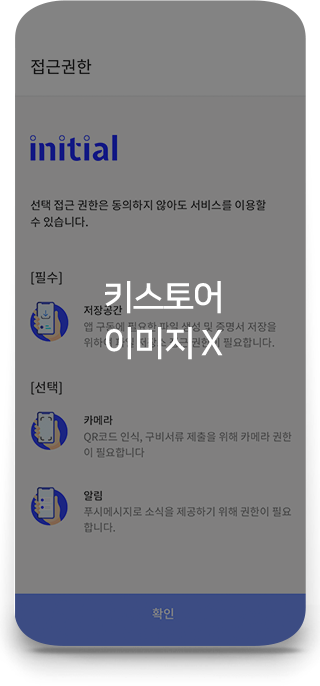 접근권한
initial
선택 접근 권한은 동의하지 않아도 서비스를 이용할
수 있습니다.
[필수]
키스토어
이미지 X
저장공간
앱 구동에 필요한 파일 생성 및 증명서 저장을
위하여 접근 권한이 필요합니다.
[선택]
카메라
QR코드 인식, 구비서류 제출을 위해 카메라 권한
이 필요합니다
알림
푸시메시지로 소식을 제공하기 위해 권한이 필요
합니다.
확인